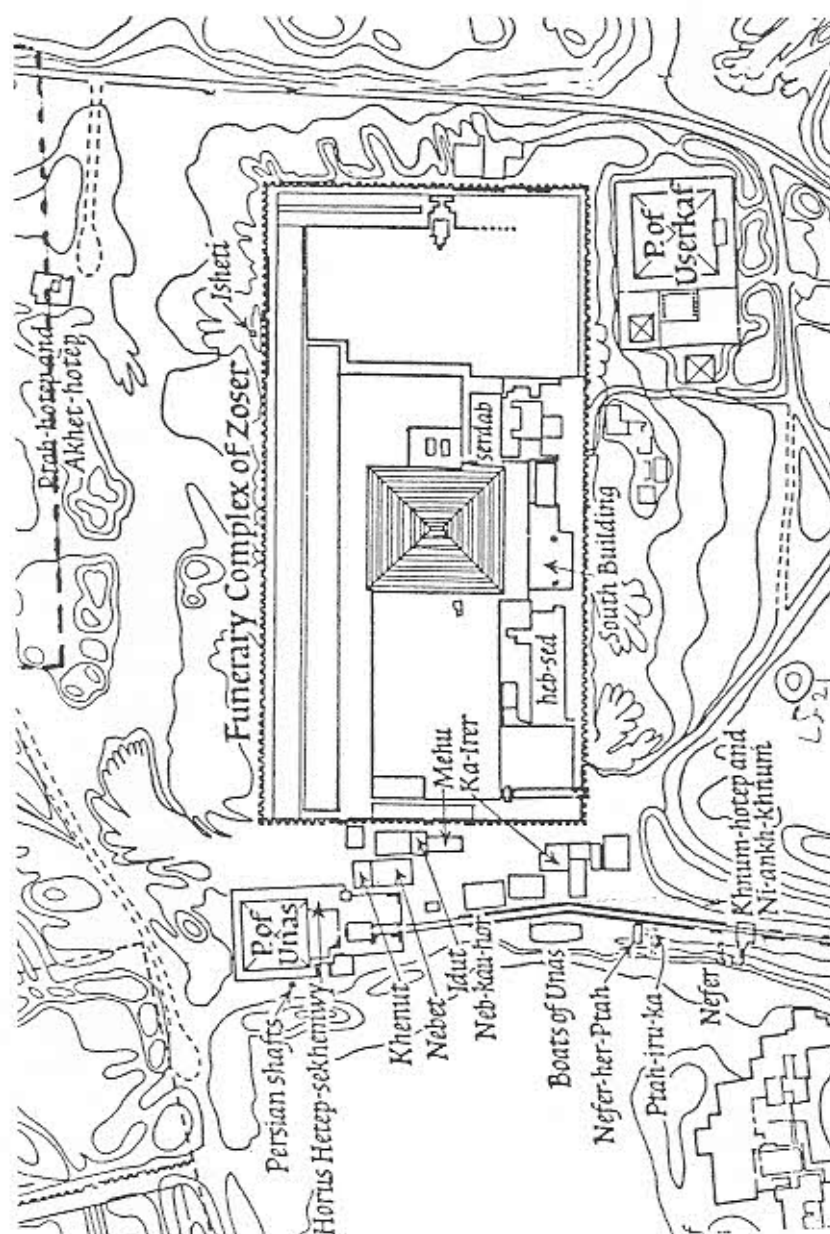 Ptah-hotep and
Akhet-hotep
Isheti
Funerary Complex of Zoser
P. of
Userkaf
serdab
South Building
heb-sed
Mehu
Ka-Irer
P. of
Unas
Persian shafts
Horus Hetep-sekhemwy
Khenut
Nebet
Idut
Neb-kau-hor
Boats of Unas
Nefer-her-Ptah
Ptah-iru-ka
Nefer
Khnum-hotep and
Ni-ankh-khnum
LS 21